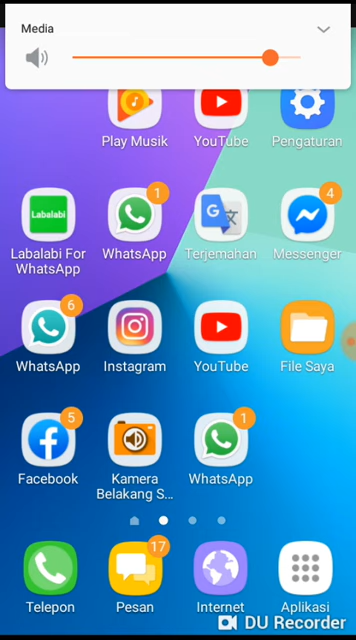 Media
Play Musik
YouTube
Pengaturan
Labalabi
Labalabi For
WhatsApp
1
WhatsApp
G
Terjemahan
4
Messenger
6
WhatsApp
Instagram
YouTube
File Saya
5
Facebook
Kamera
Belakang S...
1
WhatsApp
Telepon
17
Pesan
Internet
Aplikasi
DU Recorder